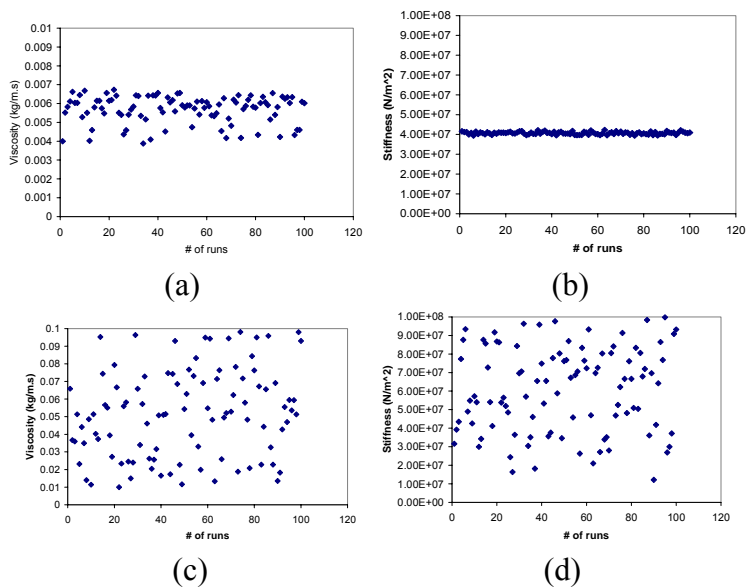 0.01
0.009
0.008
0.007
0.006
0.005
0.004
0.003
0.002
0.001
0
Viscosity (kg/m.s)
0 20 40 60 80 100 120
# of runs
(a)
1.00E+08
9.00E+07
8.00E+07
7.00E+07
6.00E+07
5.00E+07
4.00E+07
3.00E+07
2.00E+07
1.00E+07
0.00E+00
Stiffness (N/m^2)
0 20 40 60 80 100 120
# of runs
(b)
0.1
0.09
0.08
0.07
0.06
0.05
0.04
0.03
0.02
0.01
0
Viscosity (kg/m.s)
0 20 40 60 80 100 120
# of runs
(c)
1.00E+08
9.00E+07
8.00E+07
7.00E+07
6.00E+07
5.00E+07
4.00E+07
3.00E+07
2.00E+07
1.00E+07
0.00E+00
Stiffness (N/m^2)
0 20 40 60 80 100 120
# of runs
(d)